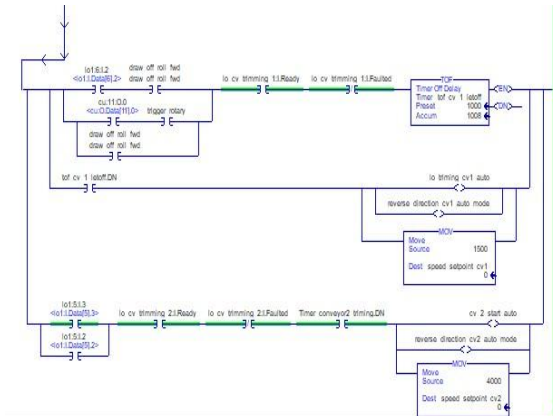 lo1:6:I.2 draw off roll fwd
<lo1:I.Data[6].2> draw off roll fwd
lo cv trimming 1:I.Ready lo cv trimming 1:I.Faulted
TOF
Timer Off Delay
Timer tof cv 1 letoff
Preset 1000
Accum 1008
EN
DN
cu:11:O.0
<cu:O.Data[11].0> trigger rotary
draw off roll fwd
draw off roll fwd
tof cv 1 letoff.DN
lo triming cv1 auto
reverse direction cv1 auto mode
MOV
Move
Source 1500
Dest speed setpoint cv1
0
lo1:5:I.3
<lo1:I.Data[5].3>
lo cv trimming 2:I.Ready lo cv trimming 2:I.Faulted Timer conveyor2 triming.DN
cv 2 start auto
lo1:5:I.2
<lo1:I.Data[5].2>
reverse direction cv2 auto mode
MOV
Move
Source 4000
Dest speed setpoint cv2
0